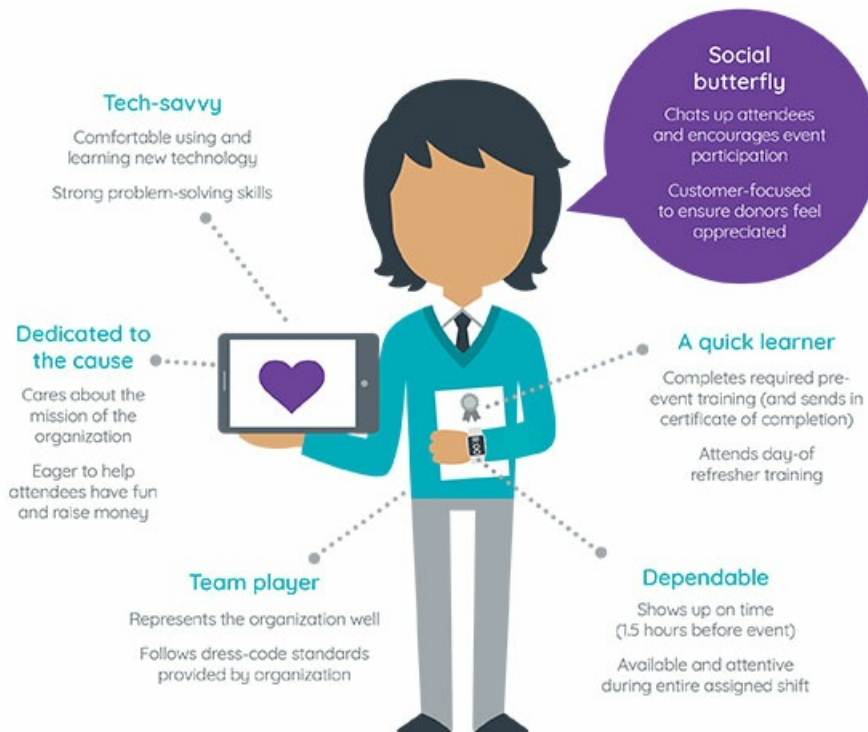 Tech-savvy
Comfortable using and
learning new technology
Strong problem-solving skills
Social
butterfly
Chats up attendees
and encourages event
participation
Customer-focused
to ensure donors feel
appreciated
Dedicated to
the cause
Cares about the
mission of the
organization
Eager to help
attendees have fun
and raise money
A quick learner
Completes required pre-
event training (and sends in
certificate of completion)
Attends day-of
refresher training
Team player
Represents the organization well
Follows dress-code standards
provided by organization
Dependable
Shows up on time
(1.5 hours before event)
Available and attentive
during entire assigned shift